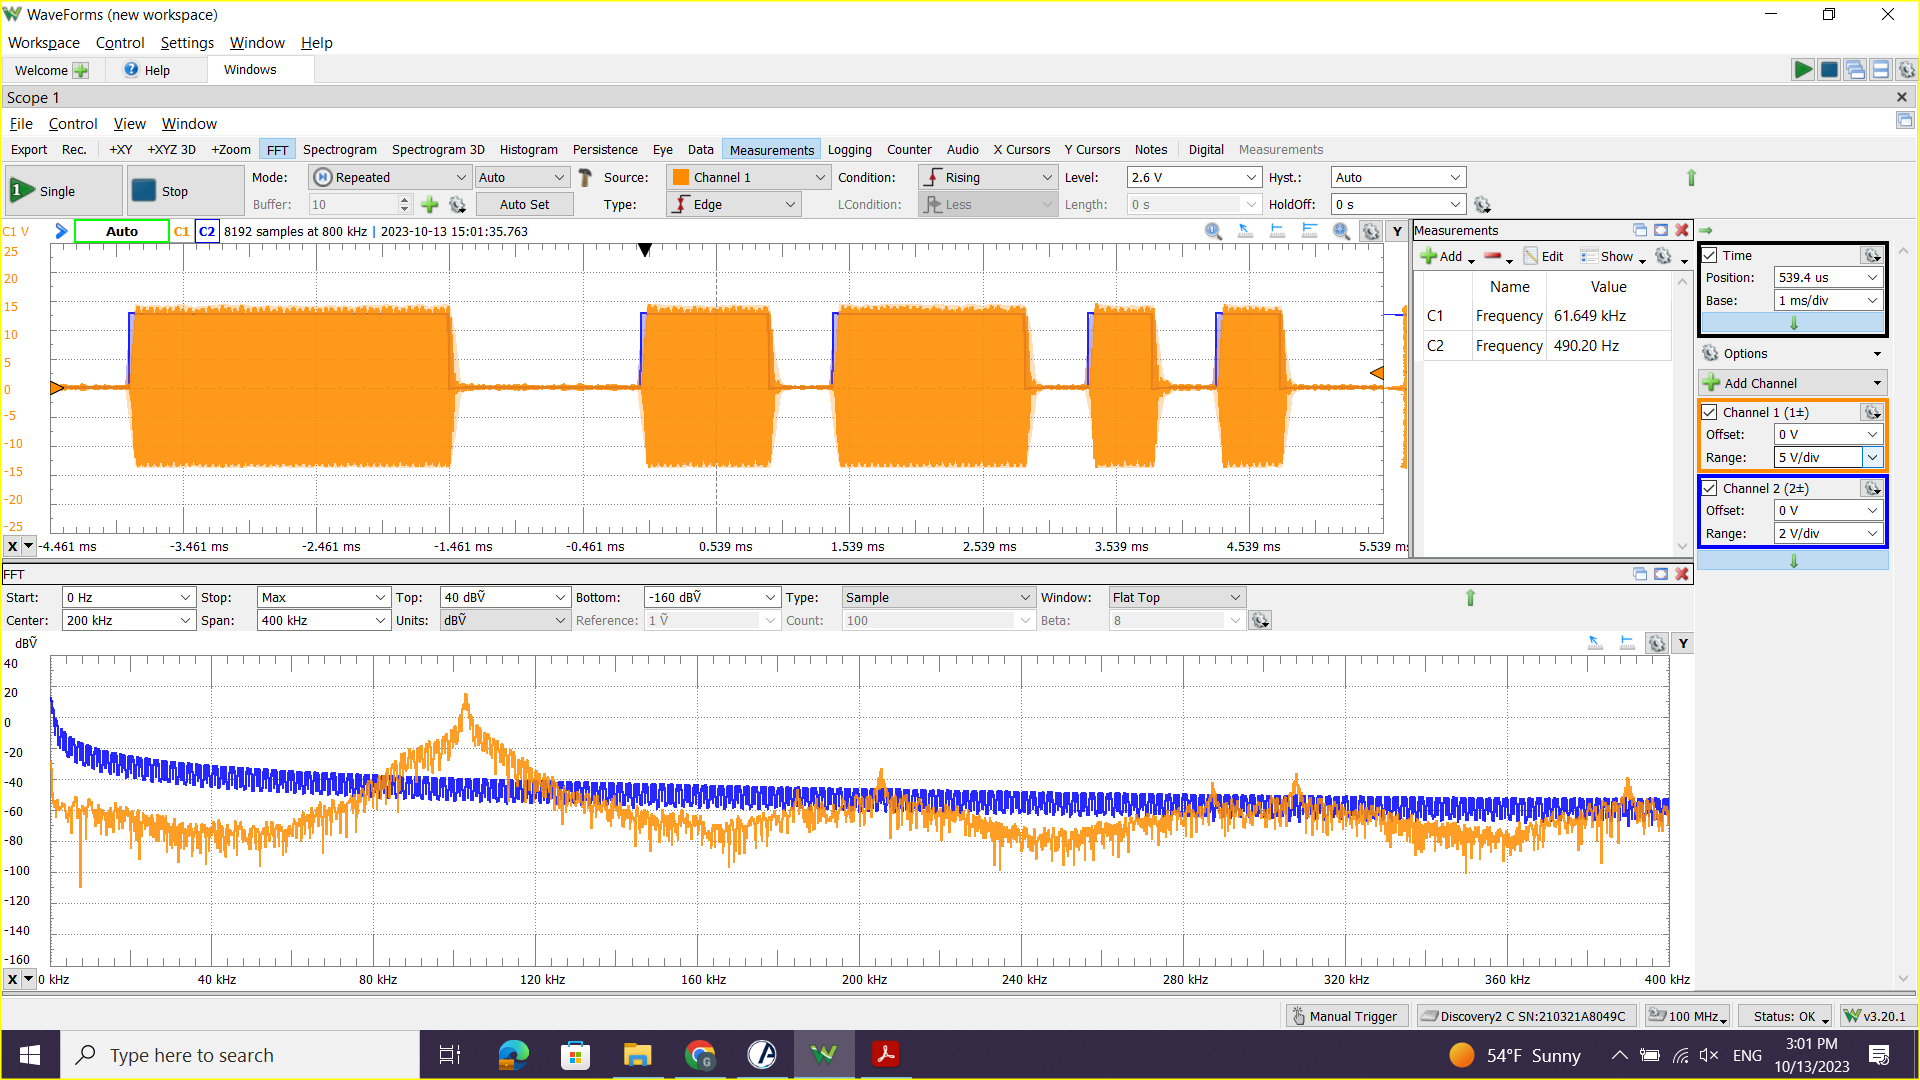 WaveForms (new workspace)
Workspace Control Settings Window Help
Welcome Help Windows
Scope 1
File Control View Window
Export Rec. +XY +XYZ 3D +Zoom FFT Spectrogram Spectrogram 3D Histogram Persistence Eye Data Measurements Logging Counter Audio X Cursors Y Cursors Notes Digital Measurements
1 Single Stop Mode: Repeated Auto Source: Channel 1 Condition: Rising Level: 2.6 V Hyst.: Auto
Buffer: 10 Auto Set Type: Edge LCondition: Less Length: 0 s HoldOff: 0 s
C1 V Auto C1 C2 8192 samples at 800 kHz | 2023-10-13 15:01:35.763 Y
25
20
15
10
5
0
-5
-10
-15
-20
-25
X -4.461 ms -3.461 ms -2.461 ms -1.461 ms -0.461 ms 0.539 ms 1.539 ms 2.539 ms 3.539 ms 4.539 ms 5.539 ms
Measurements
Add Edit Show
Name Value
C1 Frequency 61.649 kHz
C2 Frequency 490.20 Hz
Time
Position: 539.4 us
Base: 1 ms/div
Options
Add Channel
Channel 1 (1±)
Offset: 0 V
Range: 5 V/div
Channel 2 (2±)
Offset: 0 V
Range: 2 V/div
FFT
Start: 0 Hz Stop: Max Top: 40 dBṼ Bottom: -160 dBṼ Type: Sample Window: Flat Top
Center: 200 kHz Span: 400 kHz Units: dBṼ Reference: 1 Ṽ Count: 100 Beta: 8
dBṼ Y
40
20
0
-20
-40
-60
-80
-100
-120
-140
-160
X 0 kHz 40 kHz 80 kHz 120 kHz 160 kHz 200 kHz 240 kHz 280 kHz 320 kHz 360 kHz 400 kHz
Manual Trigger Discovery2 C SN:210321A8049C 100 MHz Status: OK v3.20.1
Type here to search 54°F Sunny ENG 3:01 PM
10/13/2023